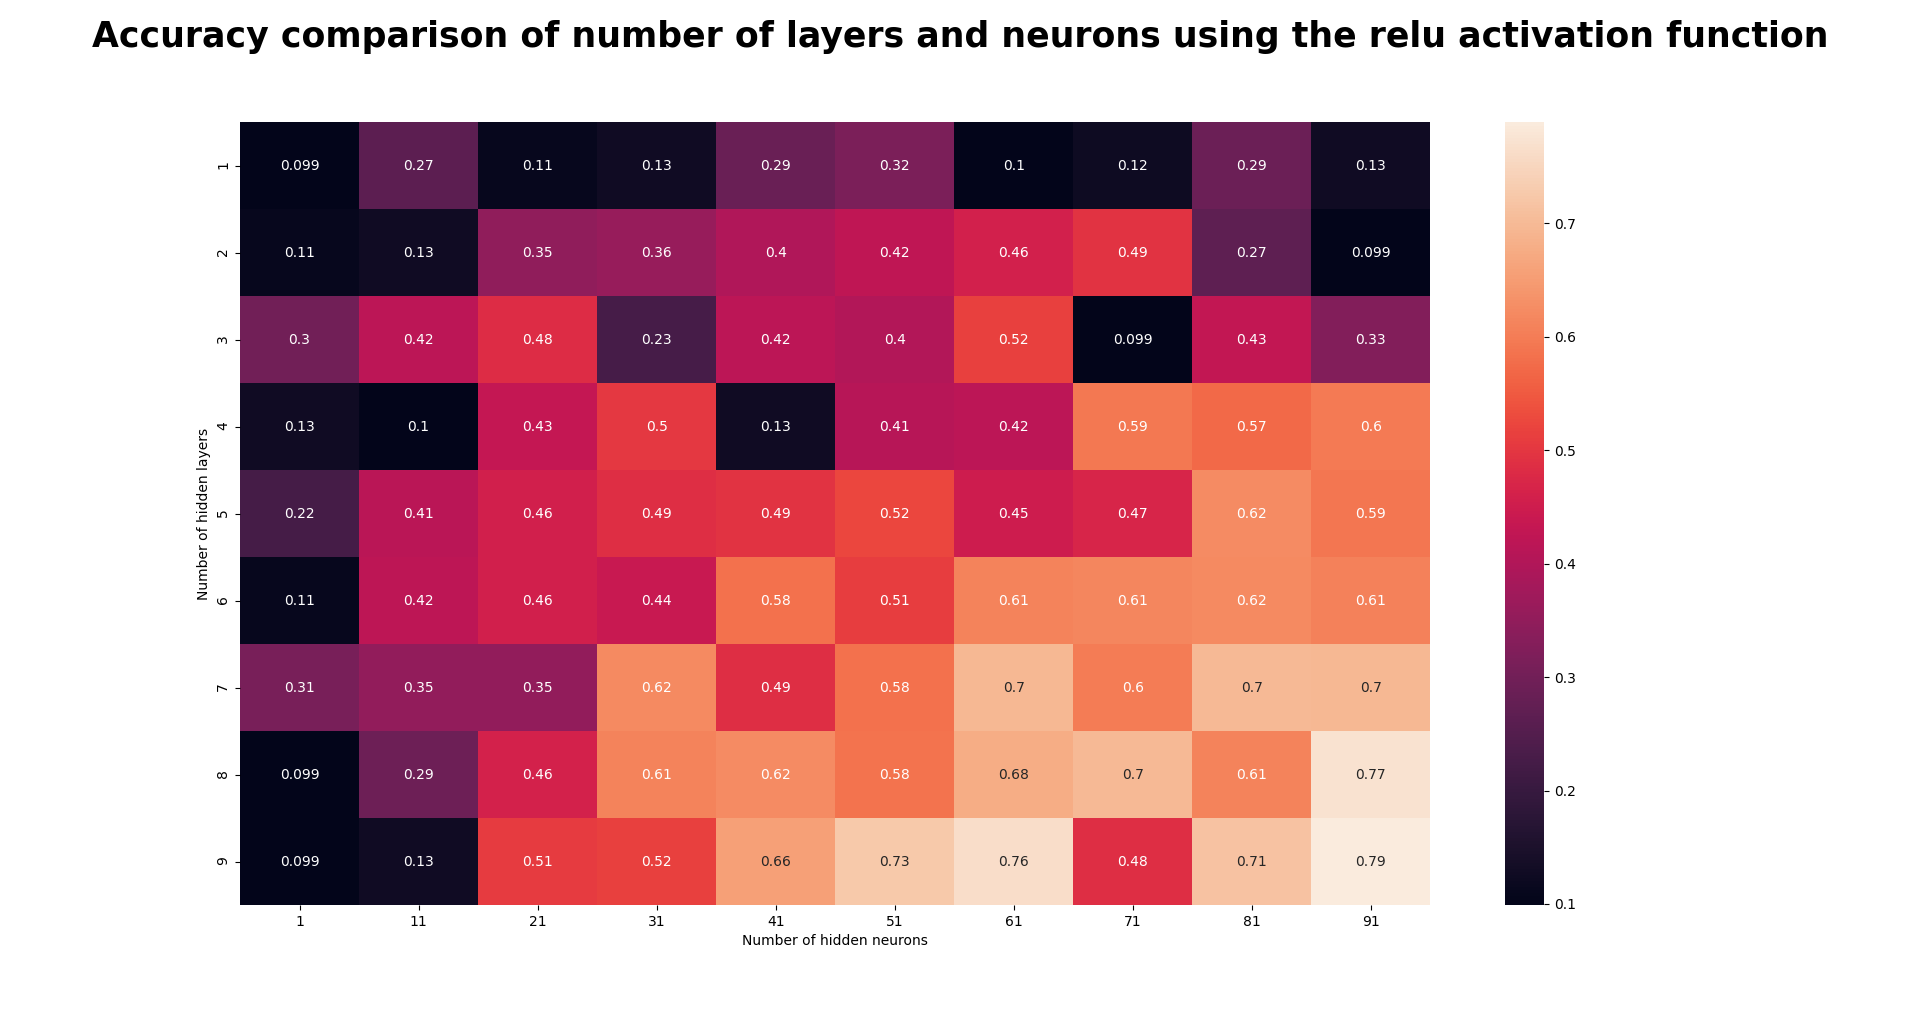 Accuracy comparison of number of layers and neurons using the relu activation function
1 0.099 0.27 0.11 0.13 0.29 0.32 0.1 0.12 0.29 0.13
2 0.11 0.13 0.35 0.36 0.4 0.42 0.46 0.49 0.27 0.099
3 0.3 0.42 0.48 0.23 0.42 0.4 0.52 0.099 0.43 0.33
4 0.13 0.1 0.43 0.5 0.13 0.41 0.42 0.59 0.57 0.6
5 0.22 0.41 0.46 0.49 0.49 0.52 0.45 0.47 0.62 0.59
6 0.11 0.42 0.46 0.44 0.58 0.51 0.61 0.61 0.62 0.61
7 0.31 0.35 0.35 0.62 0.49 0.58 0.7 0.6 0.7 0.7
8 0.099 0.29 0.46 0.61 0.62 0.58 0.68 0.7 0.61 0.77
9 0.099 0.13 0.51 0.52 0.66 0.73 0.76 0.48 0.71 0.79
1 11 21 31 41 51 61 71 81 91
Number of hidden neurons
Number of hidden layers
0.7
0.6
0.5
0.4
0.3
0.2
0.1